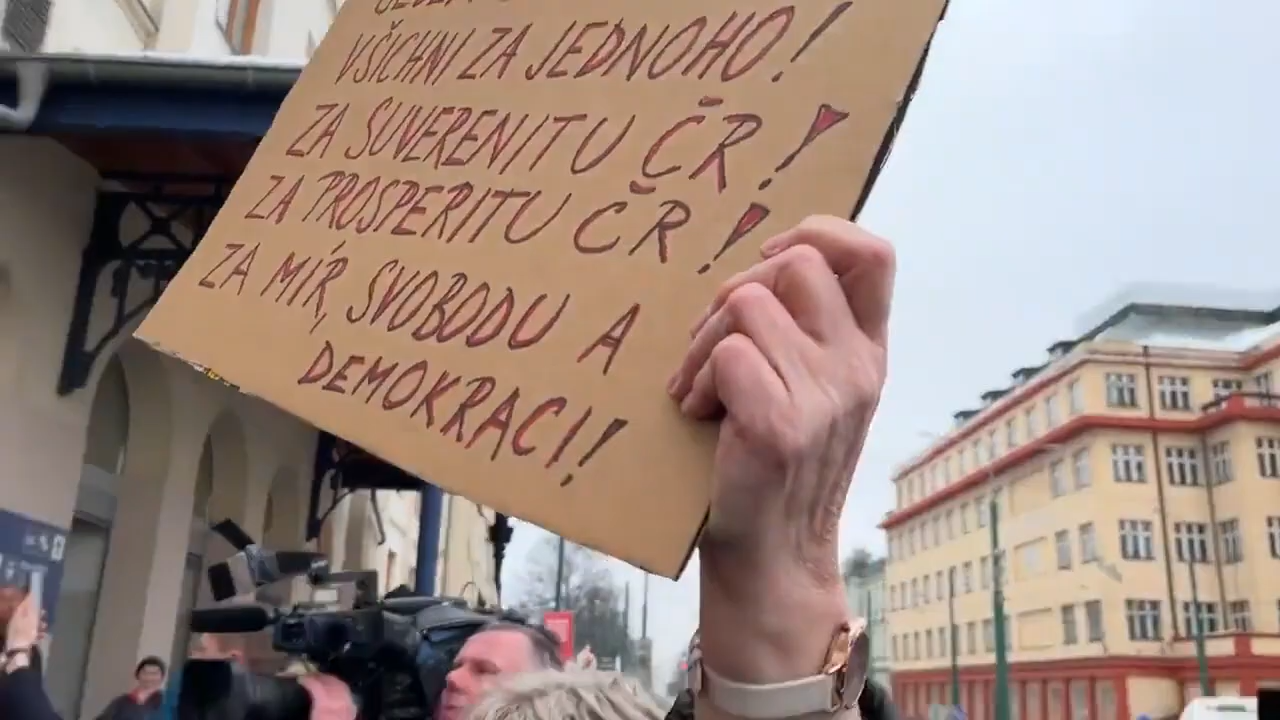 VŠICHNI ZA JEDNOHO!
ZA SUVERENITU ČR!
ZA PROSPERITU ČR!
ZA MÍR, SVOBODU A
DEMOKRACI!